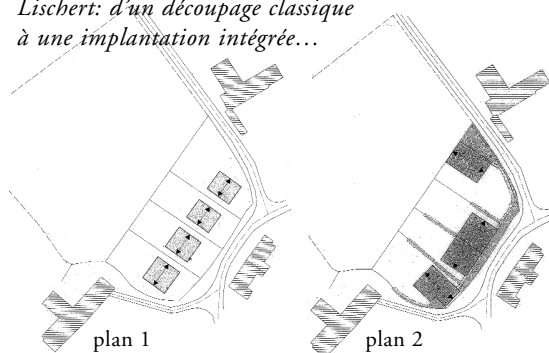 Lischert: d'un découpage classique
à une implantation intégrée…
plan 1
plan 2